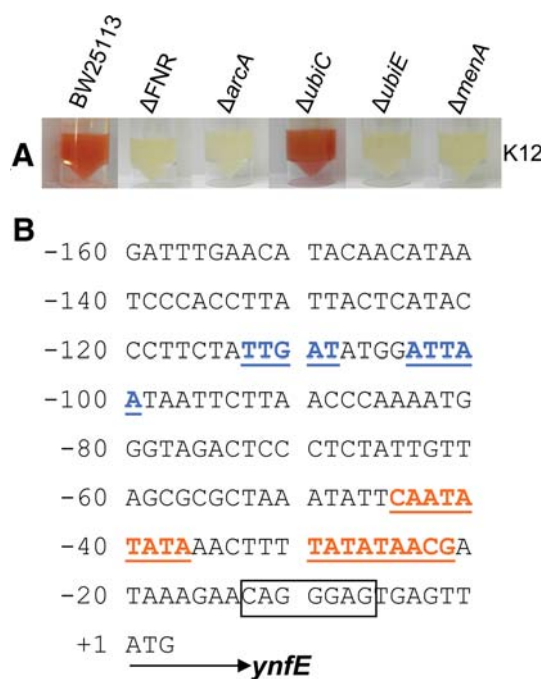 BW25113 ΔFNR ΔarcA ΔubiC ΔubiE ΔmenA
A K12
B
-160 GATTTGAACA TACAACATAA
-140 TCCCACCTTA TTACTCATAC
-120 CCTTCTATTG ATATGGATTA
-100 ATAATTCTTA ACCCAAAATG
-80 GGTAGACTCC CTCTATTGTT
-60 AGCGCGCTAA ATATTCAATA
-40 TATAAACTTT TATATAACGA
-20 TAAAGAACAG GGAGTGAGTT
+1 ATG
ynfE